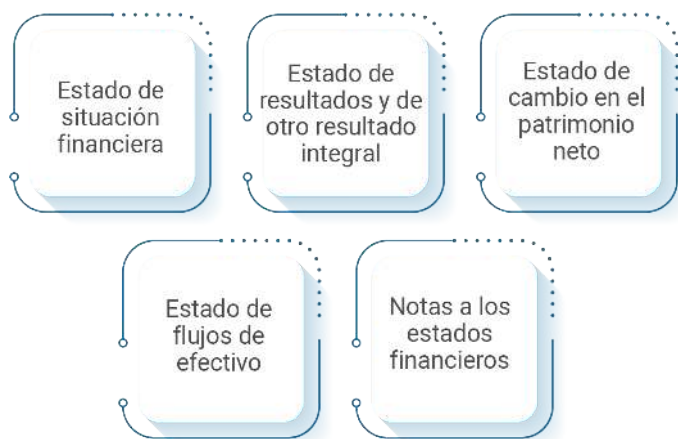 Estado de
situación
financiera
Estado de
resultados y de
otro resultado
integral
Estado de
cambio en el
patrimonio
neto
Estado de
flujos de
efectivo
Notas a los
estados
financieros